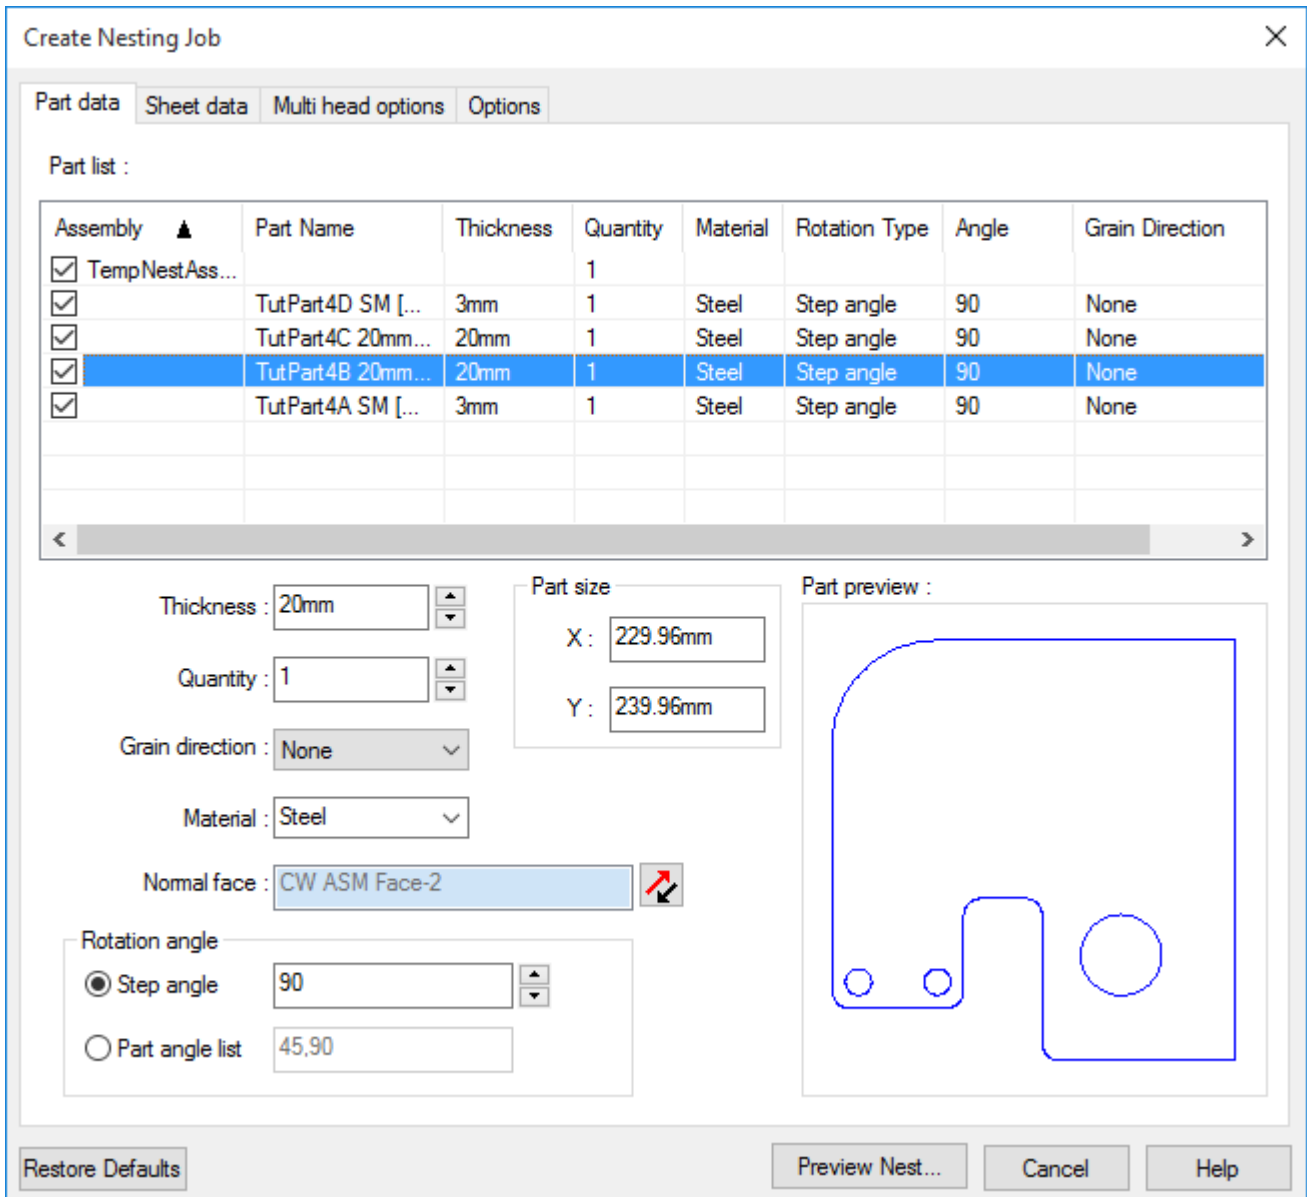 Create Nesting Job
Part data Sheet data Multi head options Options
Part list :
Assembly Part Name Thickness Quantity Material Rotation Type Angle Grain Direction
TempNestAss... 1
TutPart4D SM [... 3mm 1 Steel Step angle 90 None
TutPart4C 20mm... 20mm 1 Steel Step angle 90 None
TutPart4B 20mm... 20mm 1 Steel Step angle 90 None
TutPart4A SM [... 3mm 1 Steel Step angle 90 None
Thickness : 20mm
Quantity : 1
Grain direction : None
Material : Steel
Normal face : CW ASM Face-2
Rotation angle
Step angle 90
Part angle list 45,90
Part size
X : 229.96mm
Y : 239.96mm
Part preview :
Restore Defaults Preview Nest... Cancel Help